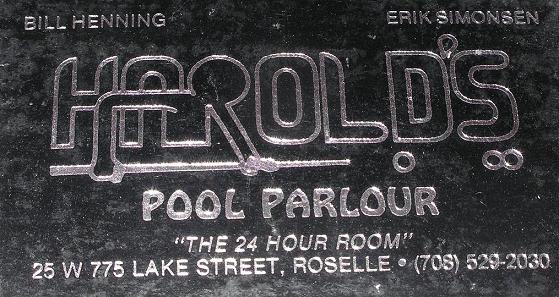 BILL HENNING ERIK SIMONSEN
HAROLD'S
POOL PARLOUR
"THE 24 HOUR ROOM"
25 W 775 LAKE STREET, ROSELLE • (708) 529-2030